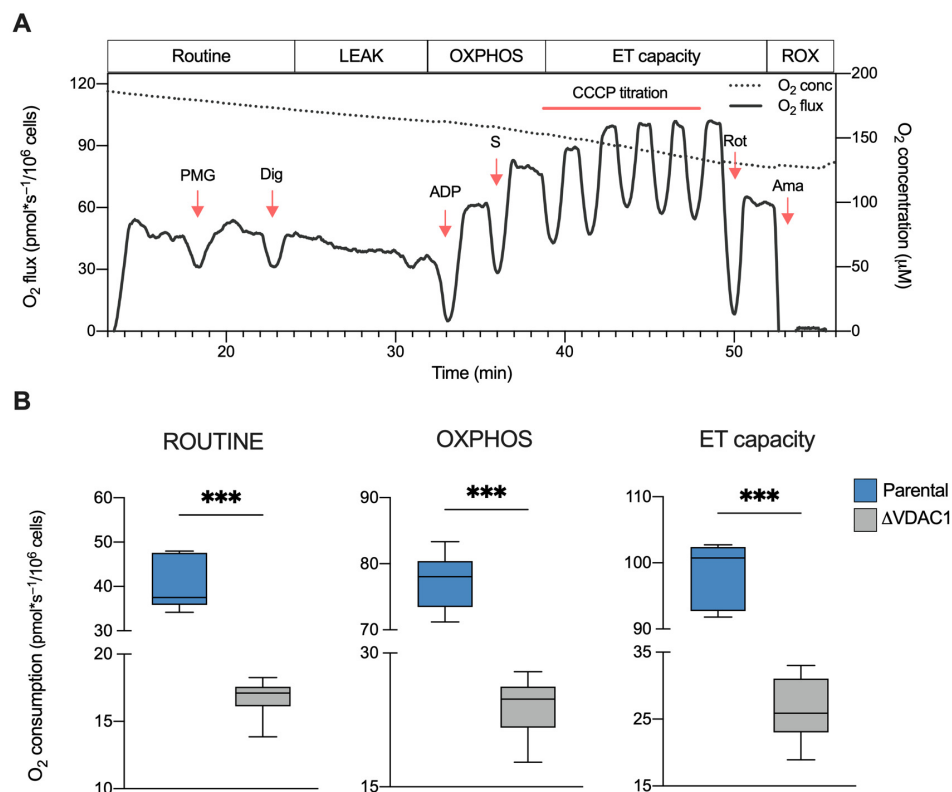 A
Routine LEAK OXPHOS ET capacity ROX
120
90
60
30
0
O₂ flux (pmol*s⁻¹/10⁶ cells)
PMG
Dig
ADP
S
CCCP titration
O₂ conc
O₂ flux
Rot
Ama
200
150
100
50
0
O₂ concentration (μM)
20 30 40 50
Time (min)
B
O₂ consumption (pmol*s⁻¹/10⁶ cells)
ROUTINE
***
60
50
40
30
20
15
10
OXPHOS
***
90
80
70
30
15
ET capacity
***
110
100
90
35
25
15
Parental
ΔVDAC1